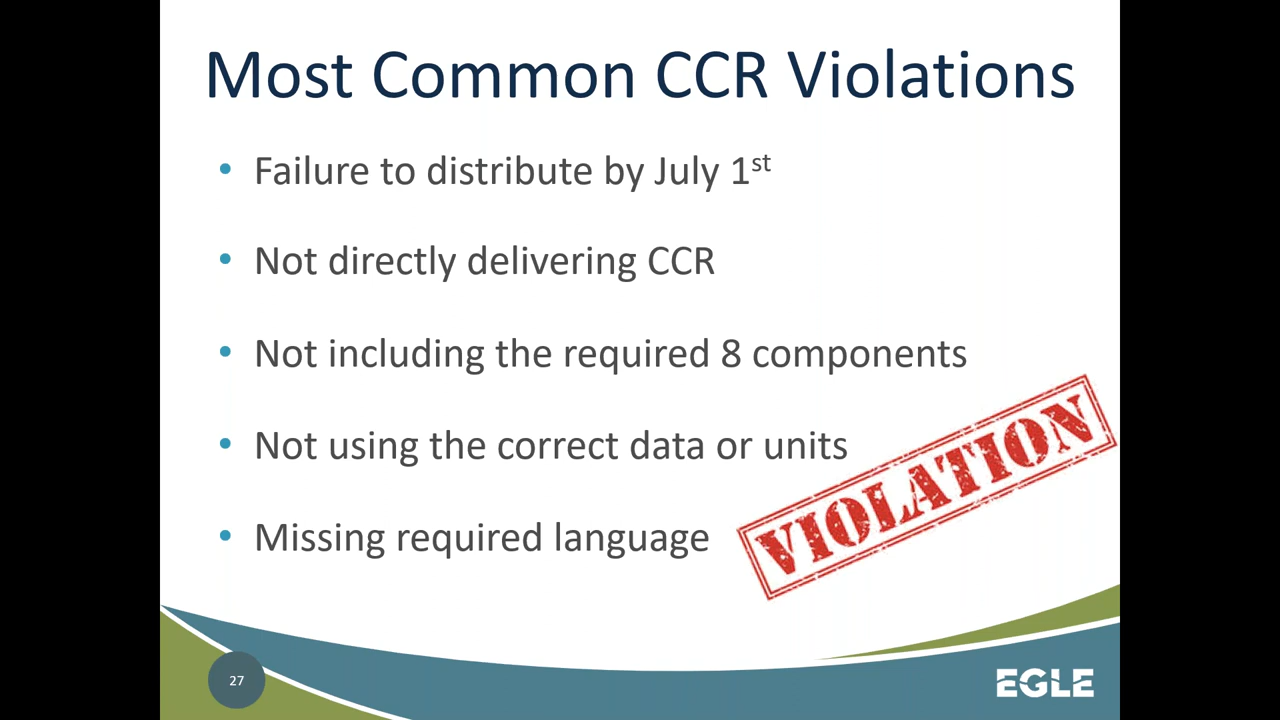 Most Common CCR Violations
• Failure to distribute by July 1st
• Not directly delivering CCR
• Not including the required 8 components
• Not using the correct data or units
• Missing required language
VIOLATION
27
EGLE